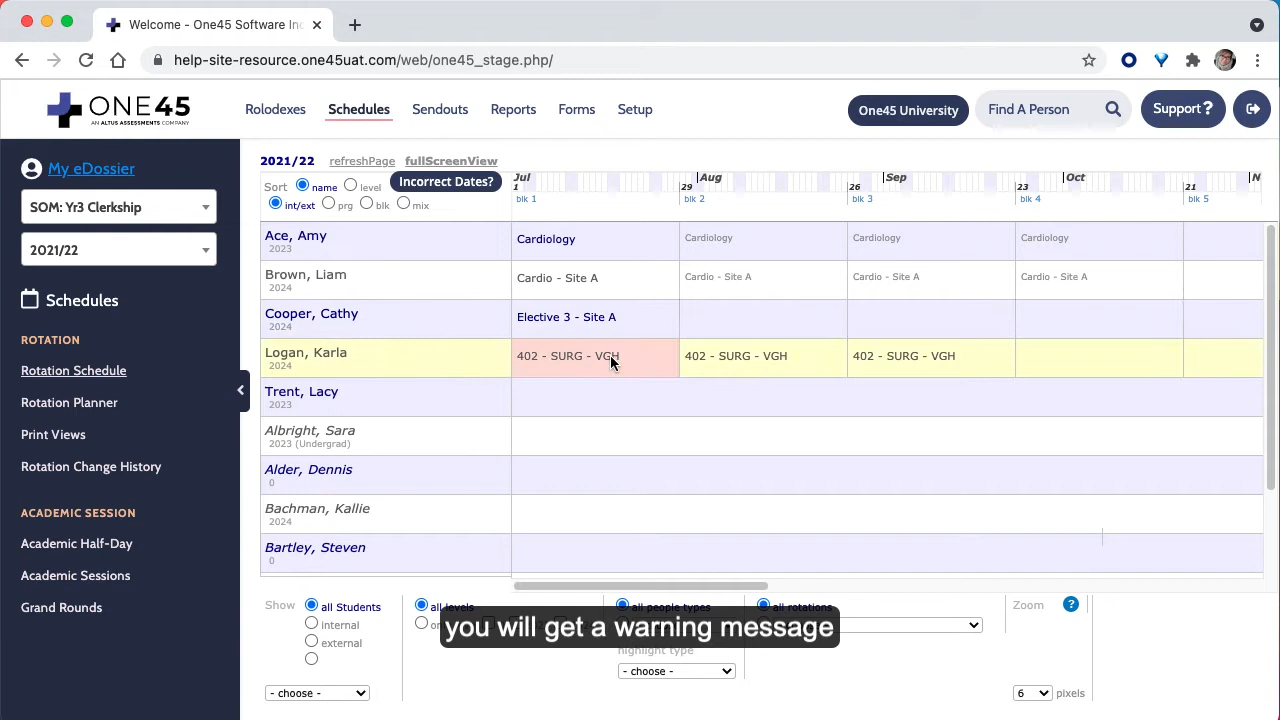 Welcome - One45 Software Inc
help-site-resource.one45uat.com/web/one45_stage.php/
ONE45
AN ALTUS ASSESSMENTS COMPANY
Rolodexes
Schedules
Sendouts
Reports
Forms
Setup
One45 University
Find A Person
Support ?
My eDossier
SOM: Yr3 Clerkship
2021/22
Schedules
ROTATION
Rotation Schedule
Rotation Planner
Print Views
Rotation Change History
ACADEMIC SESSION
Academic Half-Day
Academic Sessions
Grand Rounds
2021/22 refreshPage fullScreenView
Sort name level Incorrect Dates?
int/ext prg blk mix
Jul Aug Sep Oct N
1 29 26 23 21
blk 1 blk 2 blk 3 blk 4 blk 5
Ace, Amy Cardiology Cardiology Cardiology Cardiology
2023
Brown, Liam Cardio - Site A Cardio - Site A Cardio - Site A Cardio - Site A
2024
Cooper, Cathy Elective 3 - Site A
2024
Logan, Karla 402 - SURG - VGH 402 - SURG - VGH 402 - SURG - VGH
2024
Trent, Lacy
2023
Albright, Sara
2023 (Undergrad)
Alder, Dennis
0
Bachman, Kallie
2024
Bartley, Steven
0
Show all Students all levels all people types all rotations Zoom ?
internal
external
you will get a warning message
highlight type
- choose -
- choose - 6 pixels